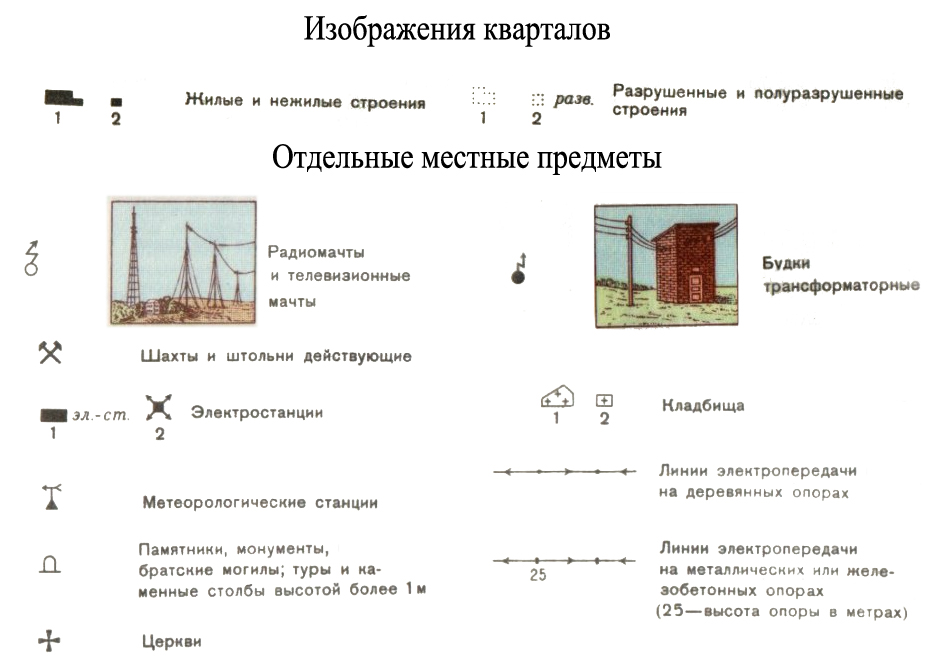 Изображения кварталов
1 2 Жилые и нежилые строения
1 2 разв. Разрушенные и полуразрушенные
строения
Отдельные местные предметы
Радиомачты
и телевизионные
мачты
Будки
трансформаторные
Шахты и штольни действующие
эл.-ст. Электростанции
1 2
Кладбища
1 2
Линии электропередачи
на деревянных опорах
Метеорологические станции
Памятники, монументы,
братские могилы; туры и ка-
менные столбы высотой более 1 м
Линии электропередачи
на металлических или желе-
зобетонных опорах
(25—высота опоры в метрах)
25
Церкви